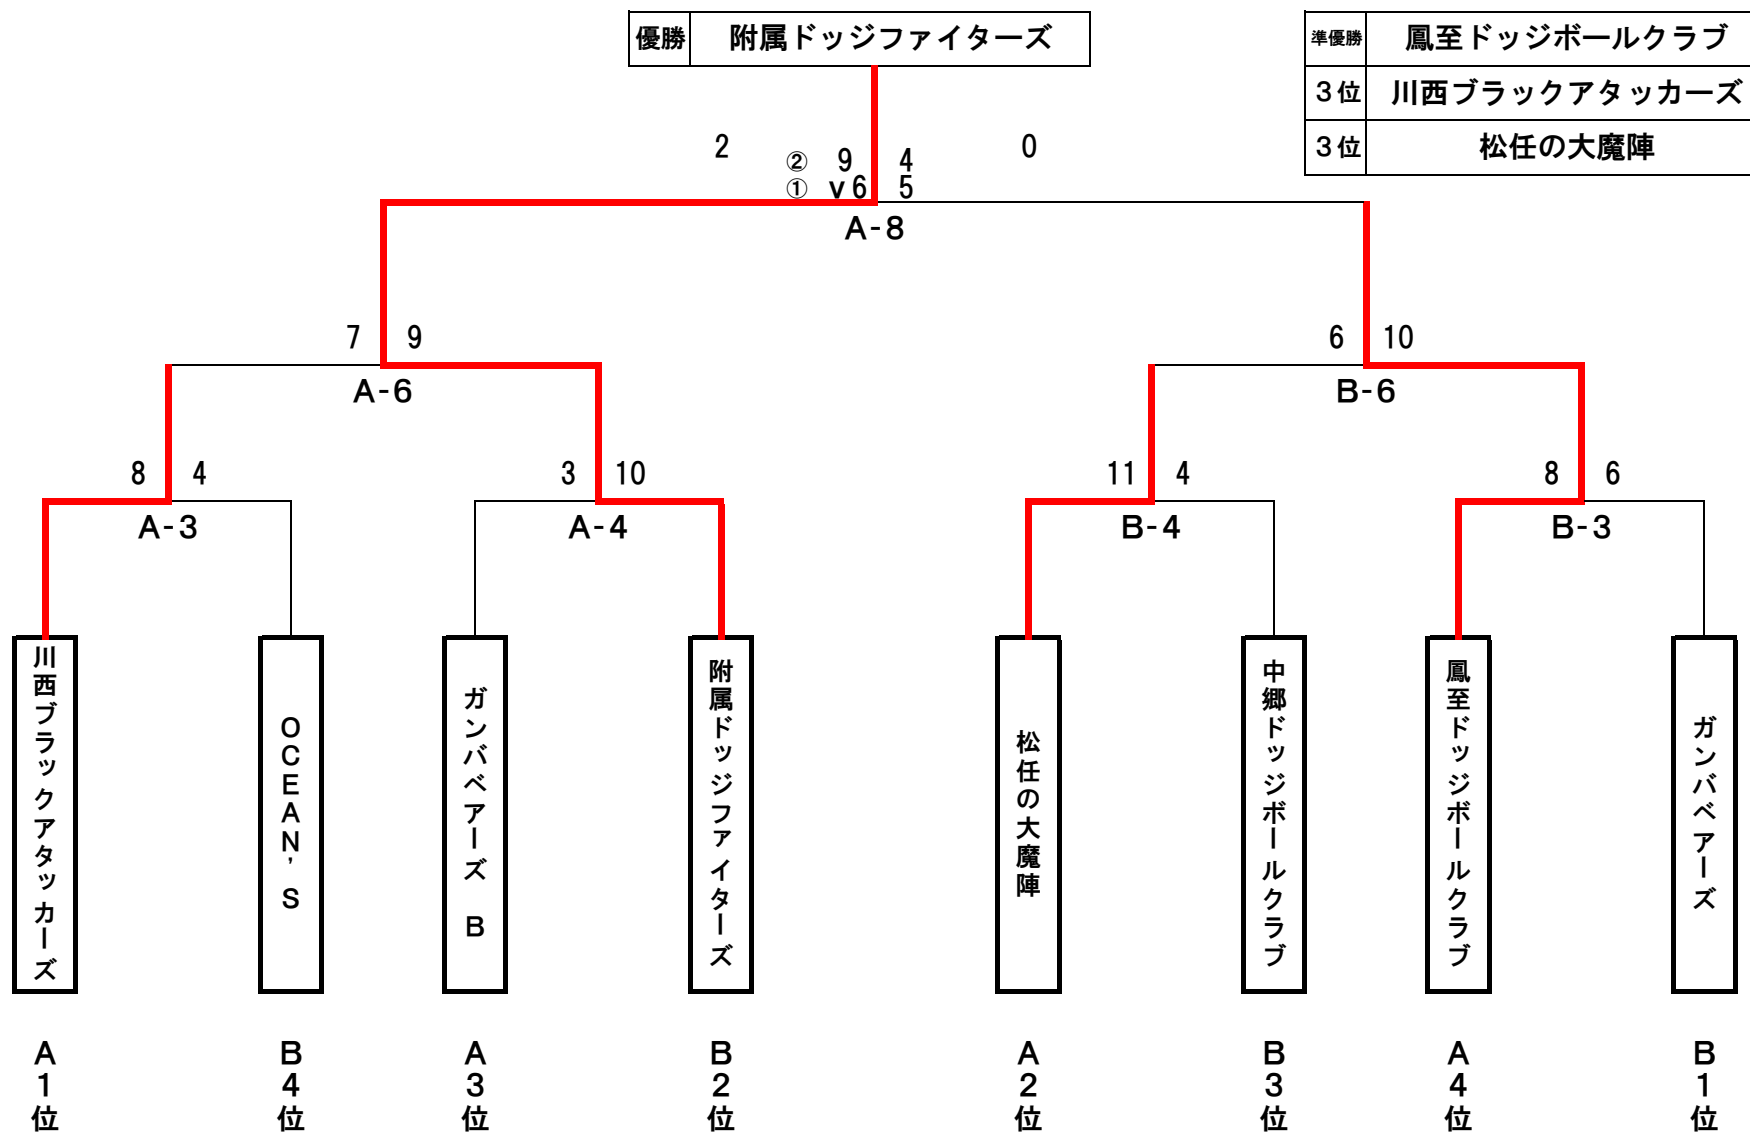 優勝 附属ドッジファイターズ
準優勝 鳳至ドッジボールクラブ
３位 川西ブラックアタッカーズ
３位 松任の大魔陣
2 ② 9 4 0
① v 6 5
A-8
7 9
6 10
A-6
B-6
8 4
3 10
11 4
8 6
A-3
A-4
B-4
B-3
川西ブラックアタッカーズ
OCEAN'S
ガンバベアーズ B
附属ドッジファイターズ
松任の大魔陣
中郷ドッジボールクラブ
鳳至ドッジボールクラブ
ガンバベアーズ
A1位
B4位
A3位
B2位
A2位
B3位
A4位
B1位